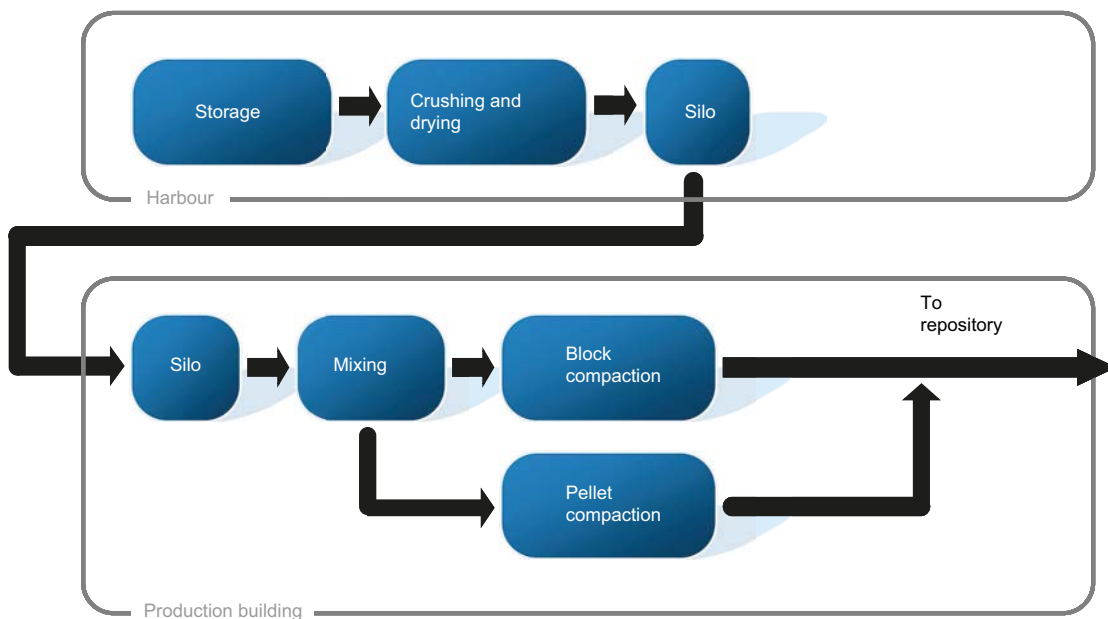 Storage
Crushing and
drying
Silo
Harbour
To
repository
Silo
Mixing
Block
compaction
Pellet
compaction
Production building